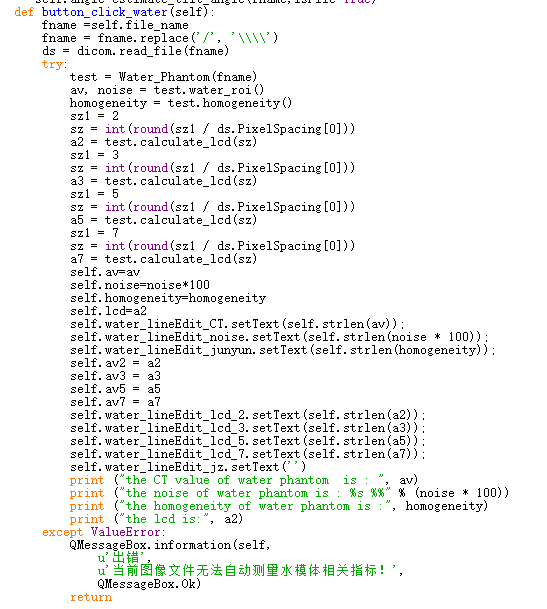 def button_click_water(self):
fname =self.file_name
fname = fname.replace('/', '\\\\')
ds = dicom.read_file(fname)
try:
test = Water_Phantom(fname)
av, noise = test.water_roi()
homogeneity = test.homogeneity()
sz1 = 2
sz = int(round(sz1 / ds.PixelSpacing[0]))
a2 = test.calculate_lcd(sz)
sz1 = 3
sz = int(round(sz1 / ds.PixelSpacing[0]))
a3 = test.calculate_lcd(sz)
sz1 = 5
sz = int(round(sz1 / ds.PixelSpacing[0]))
a5 = test.calculate_lcd(sz)
sz1 = 7
sz = int(round(sz1 / ds.PixelSpacing[0]))
a7 = test.calculate_lcd(sz)
self.av=av
self.noise=noise*100
self.homogeneity=homogeneity
self.lcd=a2
self.water_lineEdit_CT.setText(self.strlen(av));
self.water_lineEdit_noise.setText(self.strlen(noise * 100));
self.water_lineEdit_junyun.setText(self.strlen(homogeneity));
self.av2 = a2
self.av3 = a3
self.av5 = a5
self.av7 = a7
self.water_lineEdit_lcd_2.setText(self.strlen(a2));
self.water_lineEdit_lcd_3.setText(self.strlen(a3));
self.water_lineEdit_lcd_5.setText(self.strlen(a5));
self.water_lineEdit_lcd_7.setText(self.strlen(a7));
self.water_lineEdit_jz.setText('')
print ("the CT value of water phantom  is : ", av)
print ("the noise of water phantom is : %s %%" % (noise * 100))
print ("the homogeneity of water phantom is :", homogeneity)
print ("the lcd is:", a2)
except ValueError:
QMessageBox.information(self,
u'出错',
u'当前图像文件无法自动测量水模体相关指标！',
QMessageBox.Ok)
return